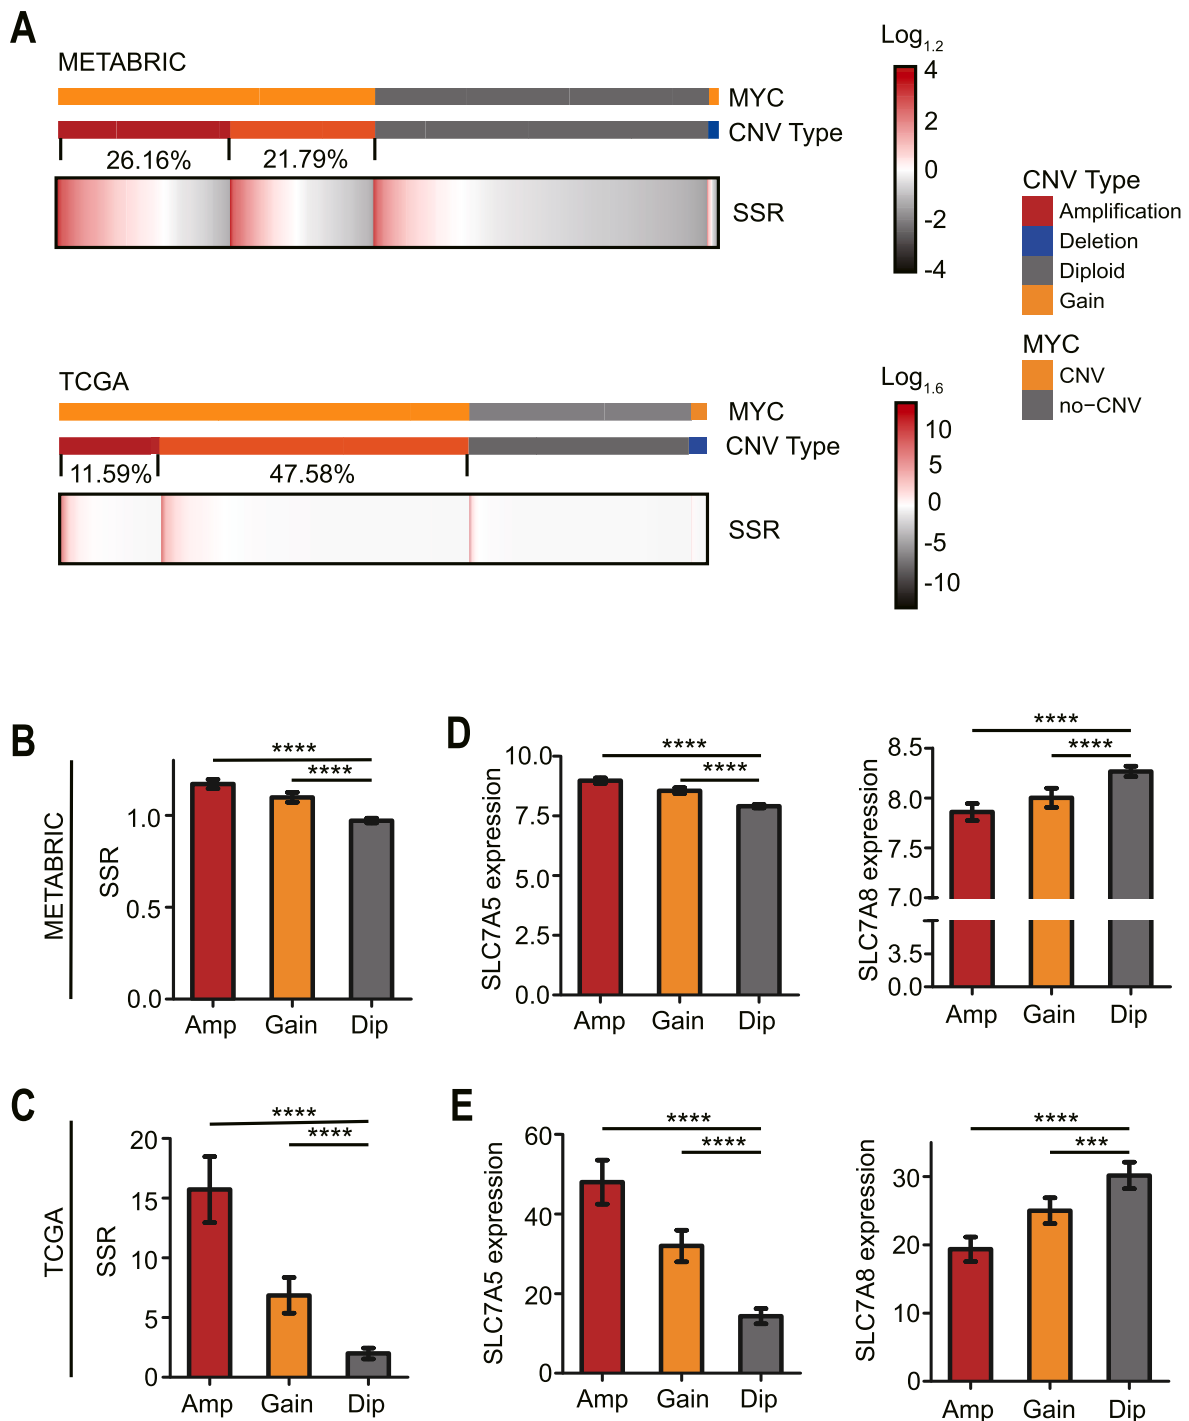 A
METABRIC
MYC
CNV Type
26.16%
21.79%
SSR
Log1.2
4
2
0
-2
-4
CNV Type
Amplification
Deletion
Diploid
Gain
MYC
CNV
no−CNV
TCGA
MYC
CNV Type
11.59%
47.58%
SSR
Log1.6
10
5
0
-5
-10
B
METABRIC
SSR
1.0
0.5
0.0
****
****
Amp Gain Dip
D
SLC7A5 expression
10.0
7.5
5.0
2.5
0.0
****
****
Amp Gain Dip
SLC7A8 expression
8.5
8.0
7.5
7.0
3.5
0.0
****
****
Amp Gain Dip
C
TCGA
SSR
20
15
10
5
0
****
****
Amp Gain Dip
E
SLC7A5 expression
60
40
20
0
****
****
Amp Gain Dip
SLC7A8 expression
30
20
10
0
****
***
Amp Gain Dip